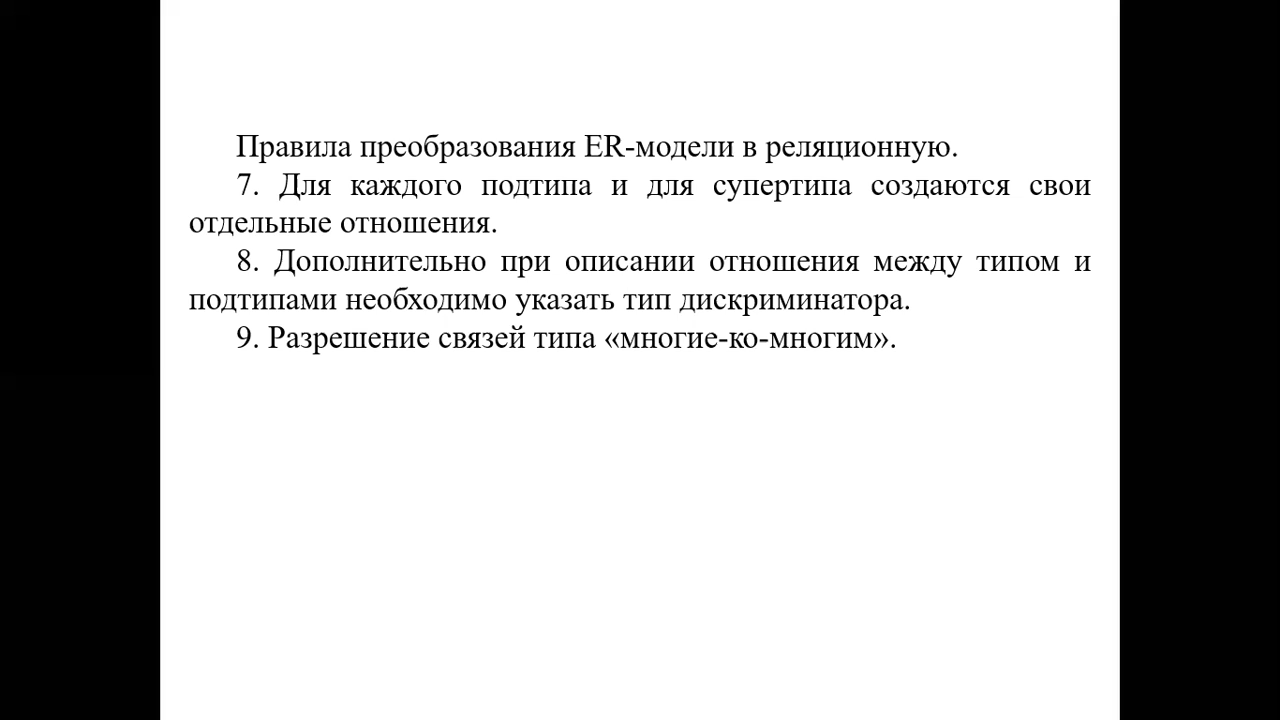 Правила преобразования ER-модели в реляционную.
7. Для каждого подтипа и для супертипа создаются свои
отдельные отношения.
8. Дополнительно при описании отношения между типом и
подтипами необходимо указать тип дискриминатора.
9. Разрешение связей типа «многие-ко-многим».